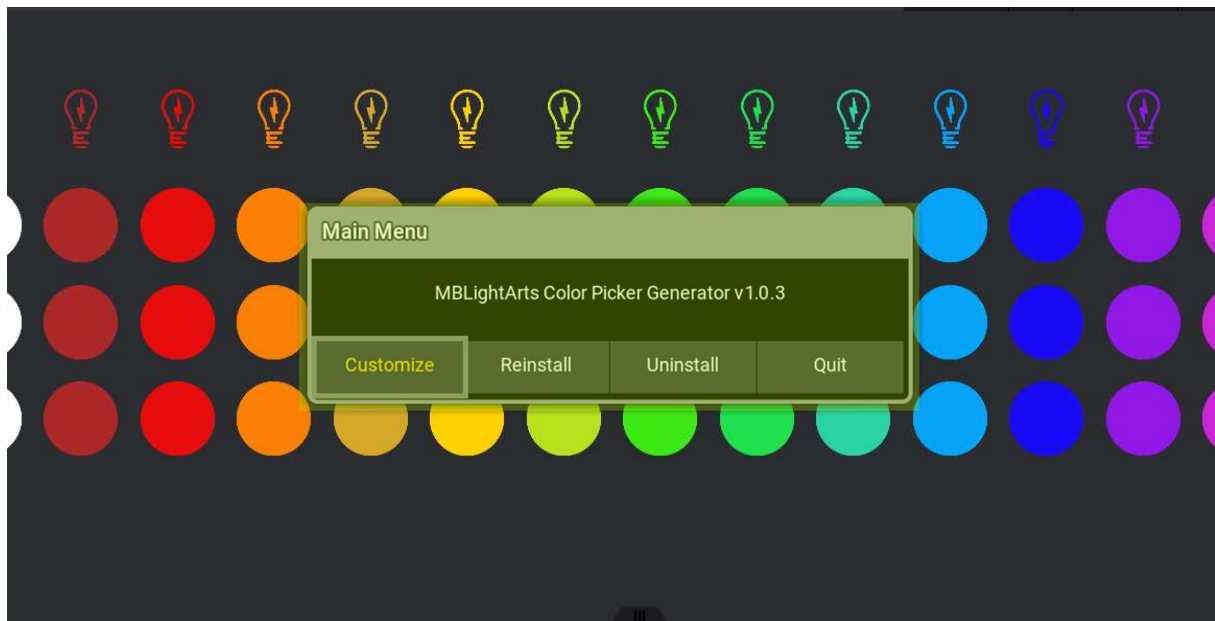 Main Menu
MBLightArts Color Picker Generator v1.0.3
Customize
Reinstall
Uninstall
Quit